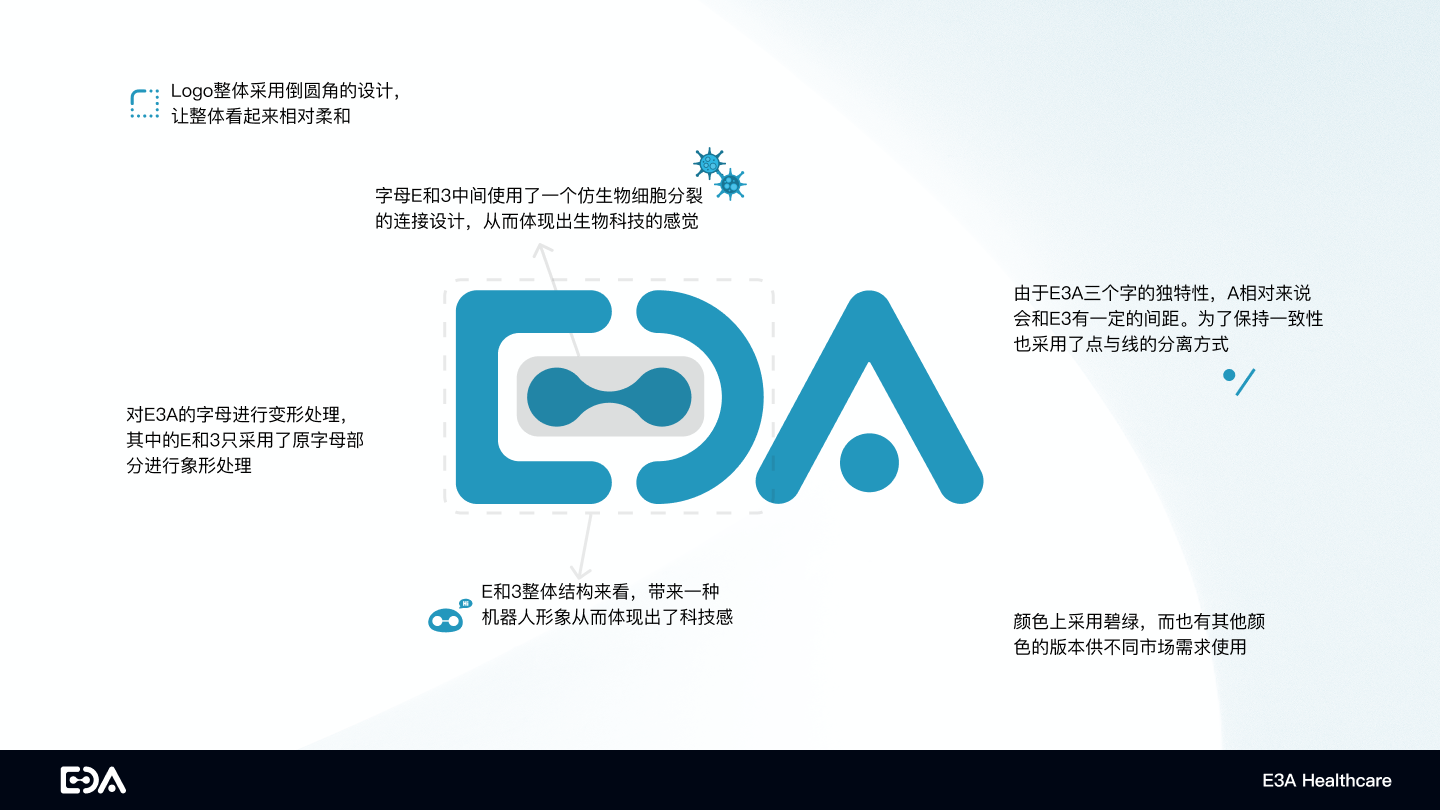 Logo整体采用倒圆角的设计，
让整体看起来相对柔和
字母E和3中间使用了一个仿生物细胞分裂
的连接设计，从而体现出生物科技的感觉
由于E3A三个字的独特性，A相对来说
会和E3有一定的间距。为了保持一致性
也采用了点与线的分离方式
E3A
对E3A的字母进行变形处理，
其中的E和3只采用了原字母部
分进行象形处理
Hi
E和3整体结构来看，带来一种
机器人形象从而体现出了科技感
颜色上采用碧绿，而也有其他颜
色的版本供不同市场需求使用
E3A
E3A Healthcare